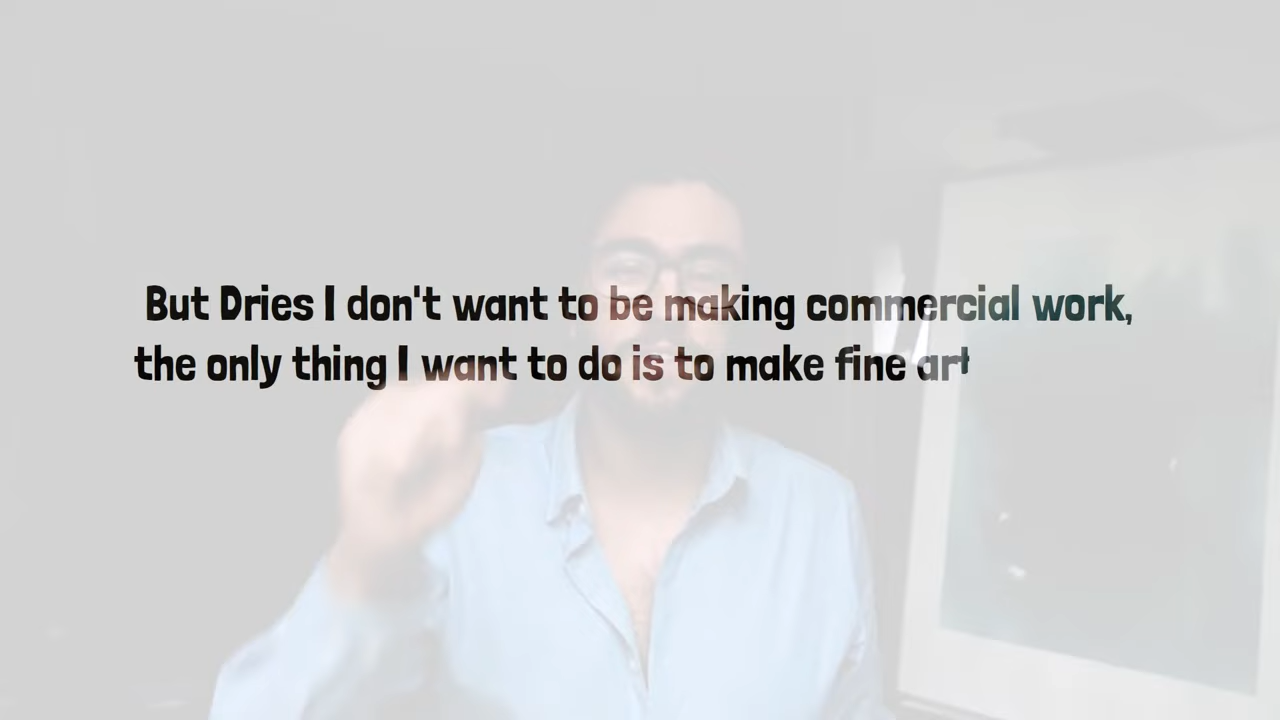 But Dries I don't want to be making commercial work,
the only thing I want to do is to make fine art